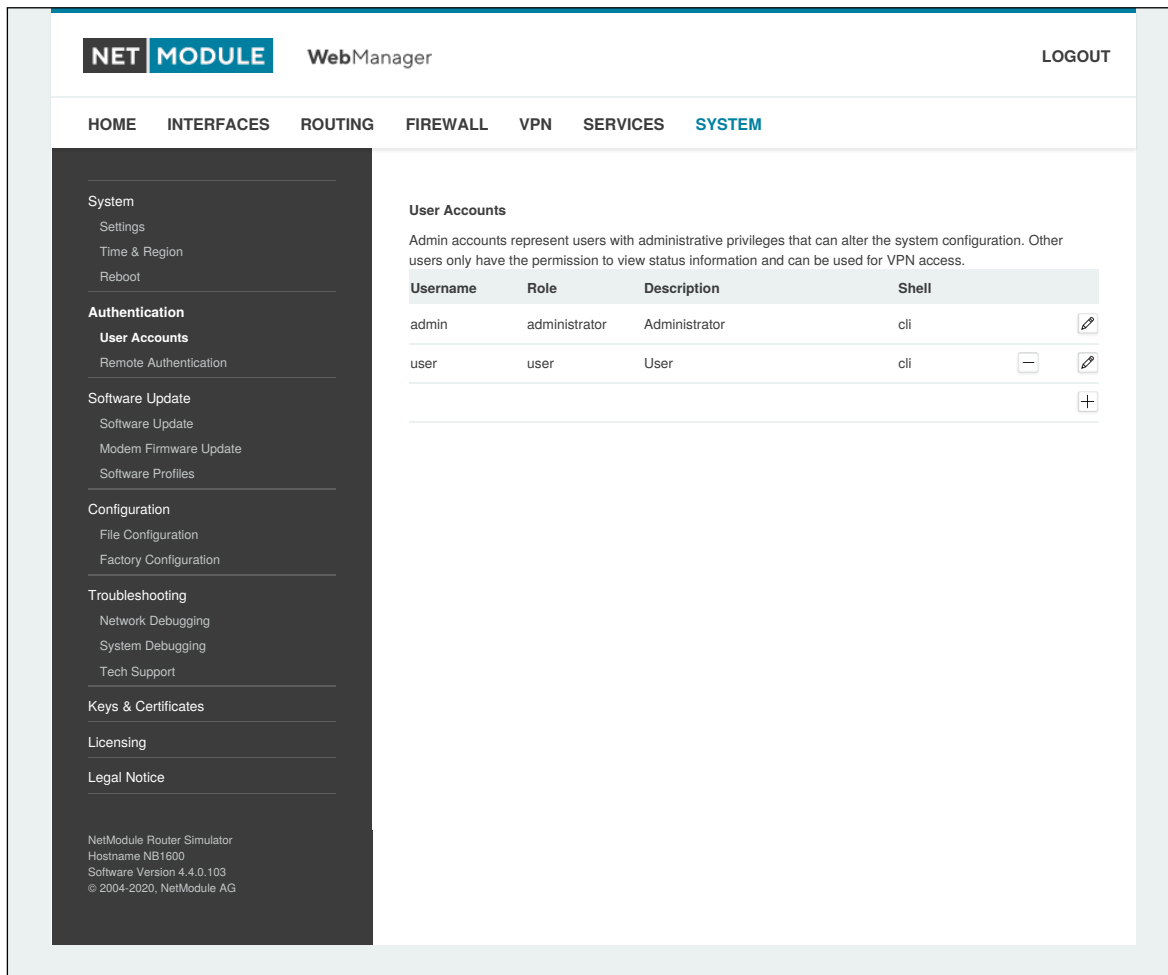 NET MODULE WebManager LOGOUT
HOME INTERFACES ROUTING FIREWALL VPN SERVICES SYSTEM
System
Settings
Time & Region
Reboot
Authentication
User Accounts
Remote Authentication
Software Update
Software Update
Modem Firmware Update
Software Profiles
Configuration
File Configuration
Factory Configuration
Troubleshooting
Network Debugging
System Debugging
Tech Support
Keys & Certificates
Licensing
Legal Notice
NetModule Router Simulator
Hostname NB1600
Software Version 4.4.0.103
© 2004-2020, NetModule AG
User Accounts
Admin accounts represent users with administrative privileges that can alter the system configuration. Other
users only have the permission to view status information and can be used for VPN access.
Username Role Description Shell
admin administrator Administrator cli
user user User cli